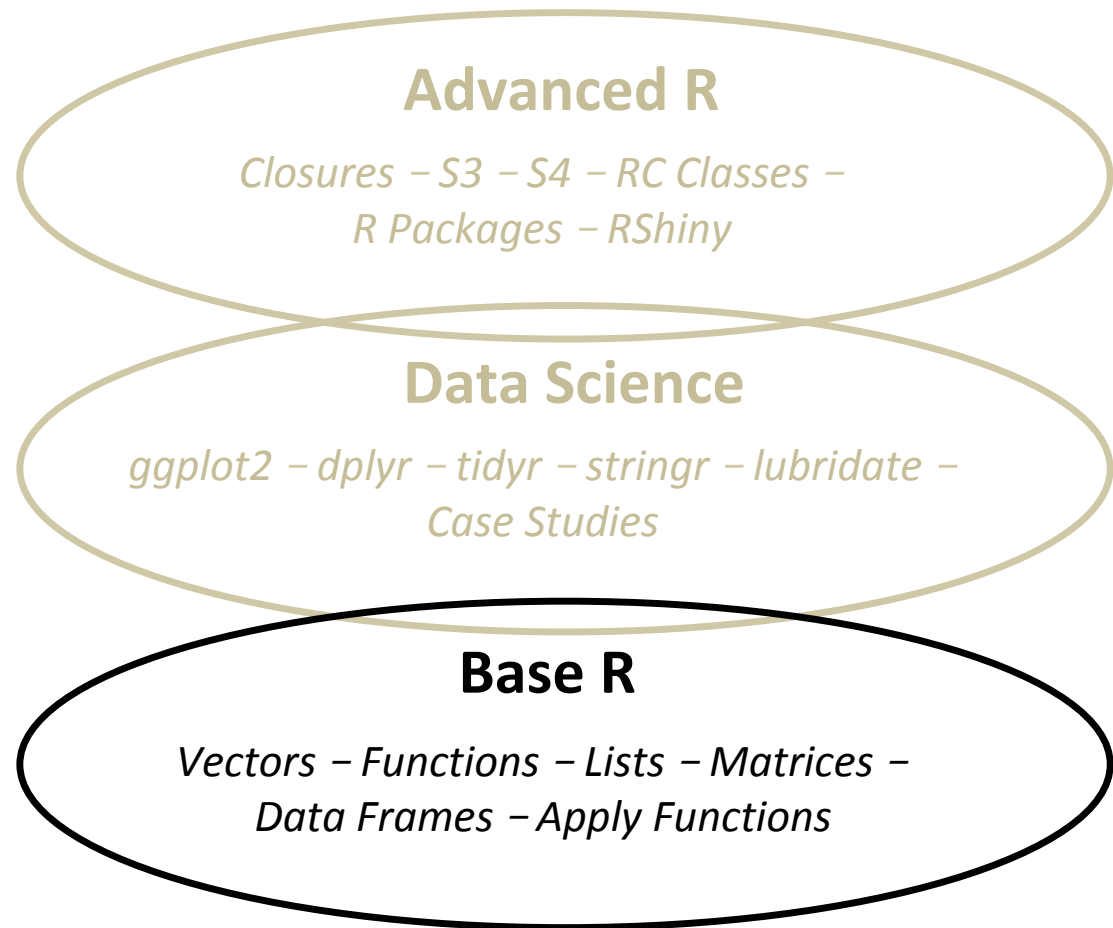 Advanced R
Closures – S3 – S4 – RC Classes –
R Packages – RShiny
Data Science
ggplot2 – dplyr – tidyr – stringr – lubridate –
Case Studies
Base R
Vectors – Functions – Lists – Matrices –
Data Frames – Apply Functions